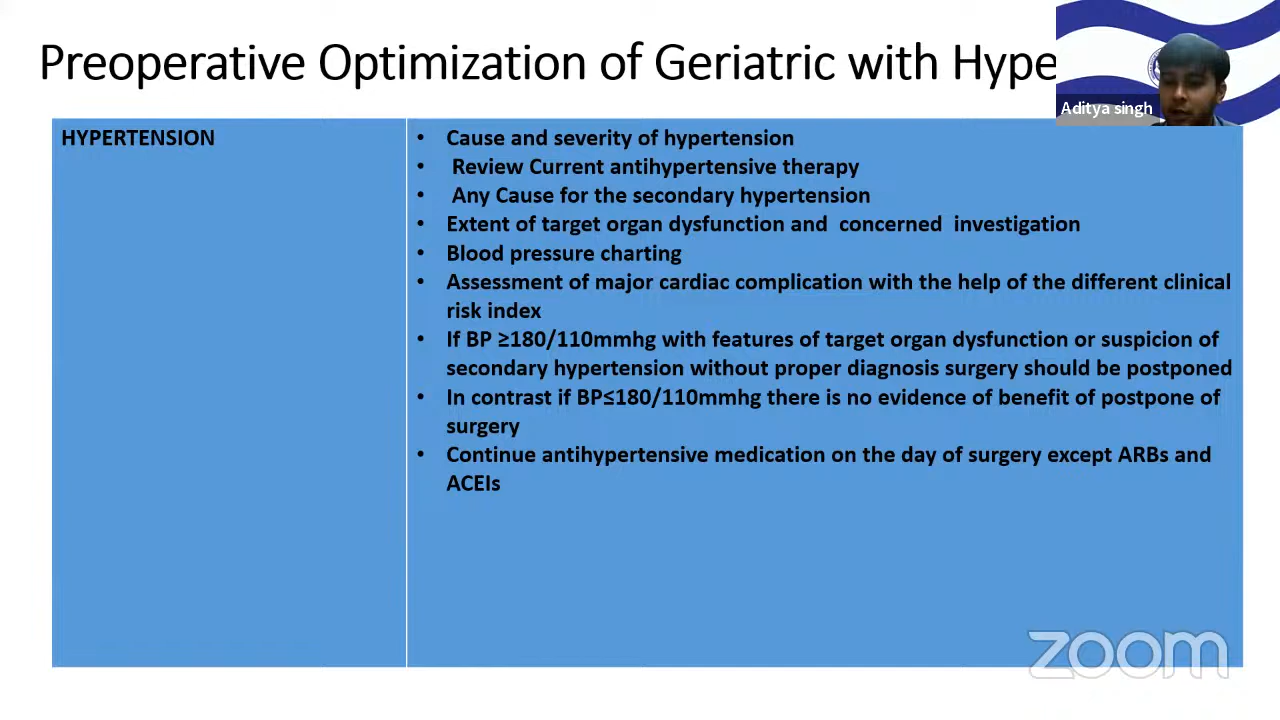 Preoperative Optimization of Geriatric with Hype
Aditya singh
HYPERTENSION
• Cause and severity of hypertension
• Review Current antihypertensive therapy
• Any Cause for the secondary hypertension
• Extent of target organ dysfunction and concerned investigation
• Blood pressure charting
• Assessment of major cardiac complication with the help of the different clinical
risk index
• If BP ≥180/110mmhg with features of target organ dysfunction or suspicion of
secondary hypertension without proper diagnosis surgery should be postponed
• In contrast if BP≤180/110mmhg there is no evidence of benefit of postpone of
surgery
• Continue antihypertensive medication on the day of surgery except ARBs and
ACEIs
zoom